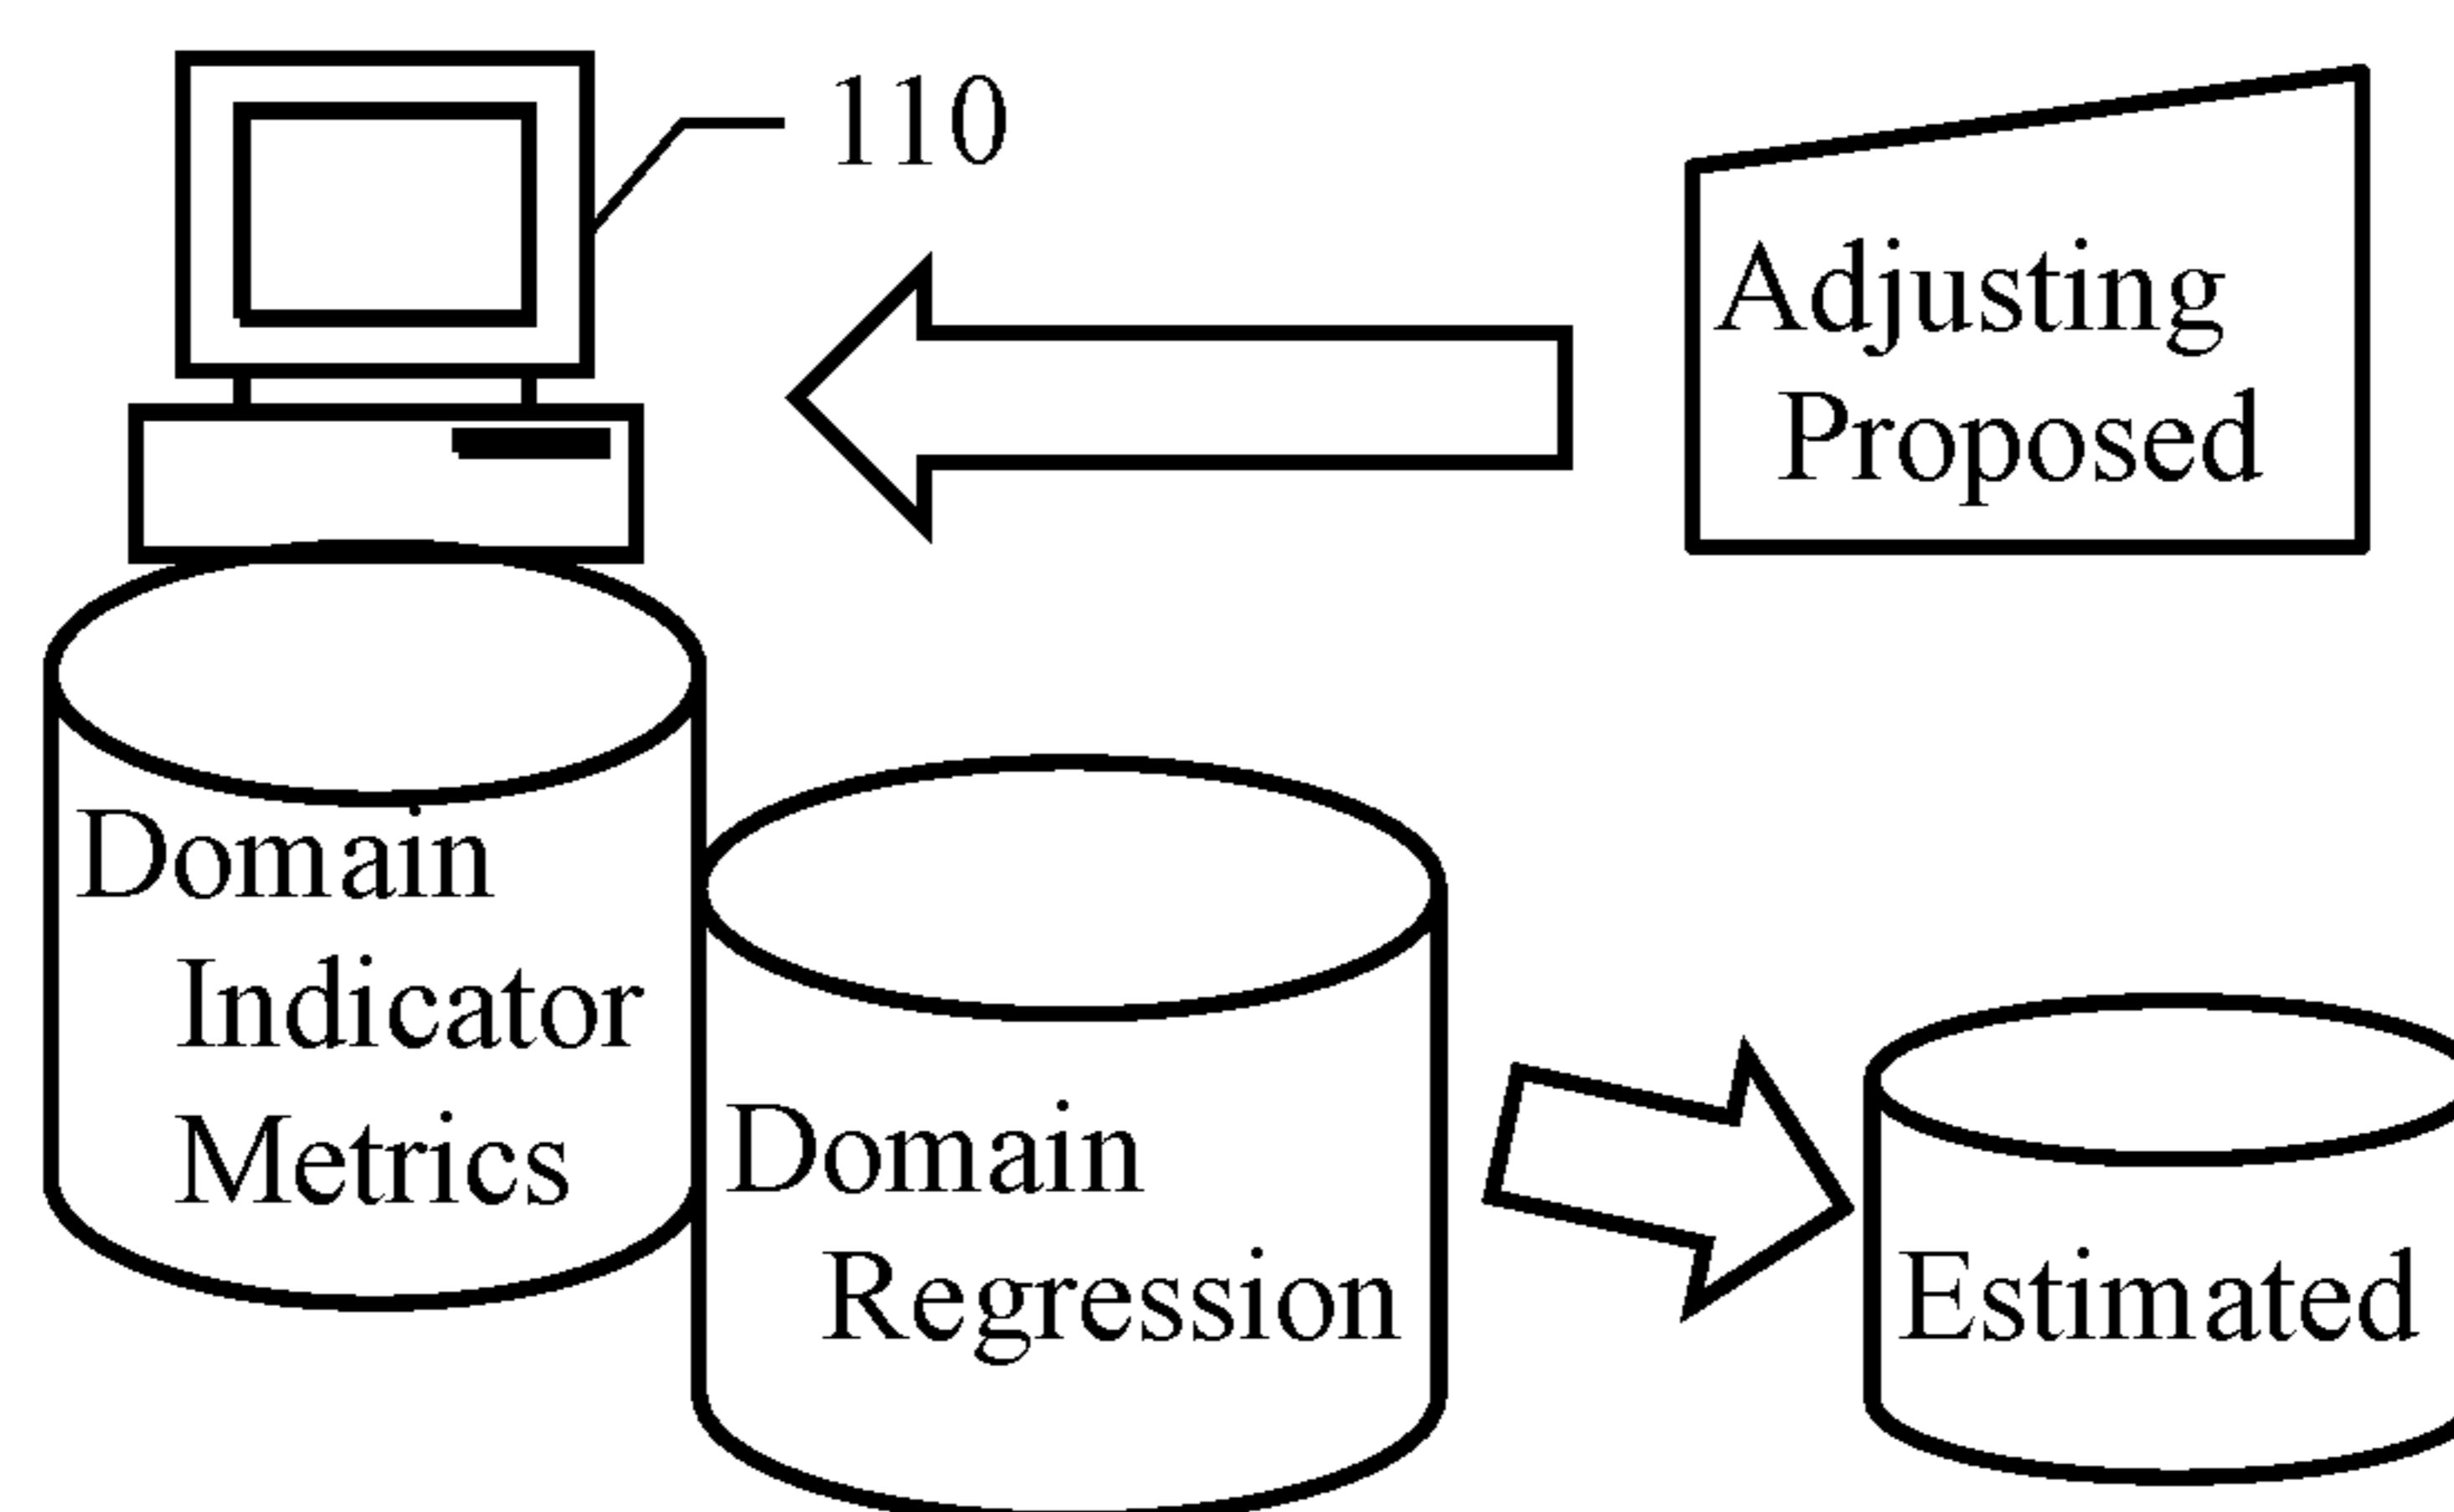 110
Adjusting
Proposed
Domain
Indicator
Metrics
Domain
Regression
Estimated